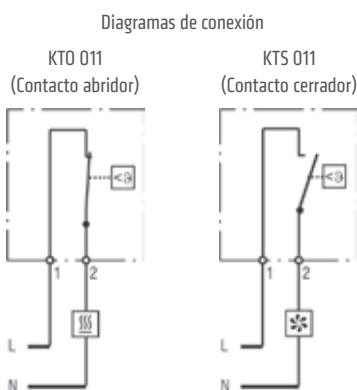 Diagramas de conexión
KTO 011
(Contacto abridor)
KTS 011
(Contacto cerrador)
<ϑ
<ϑ
1 2
1 2
L
L
N
N